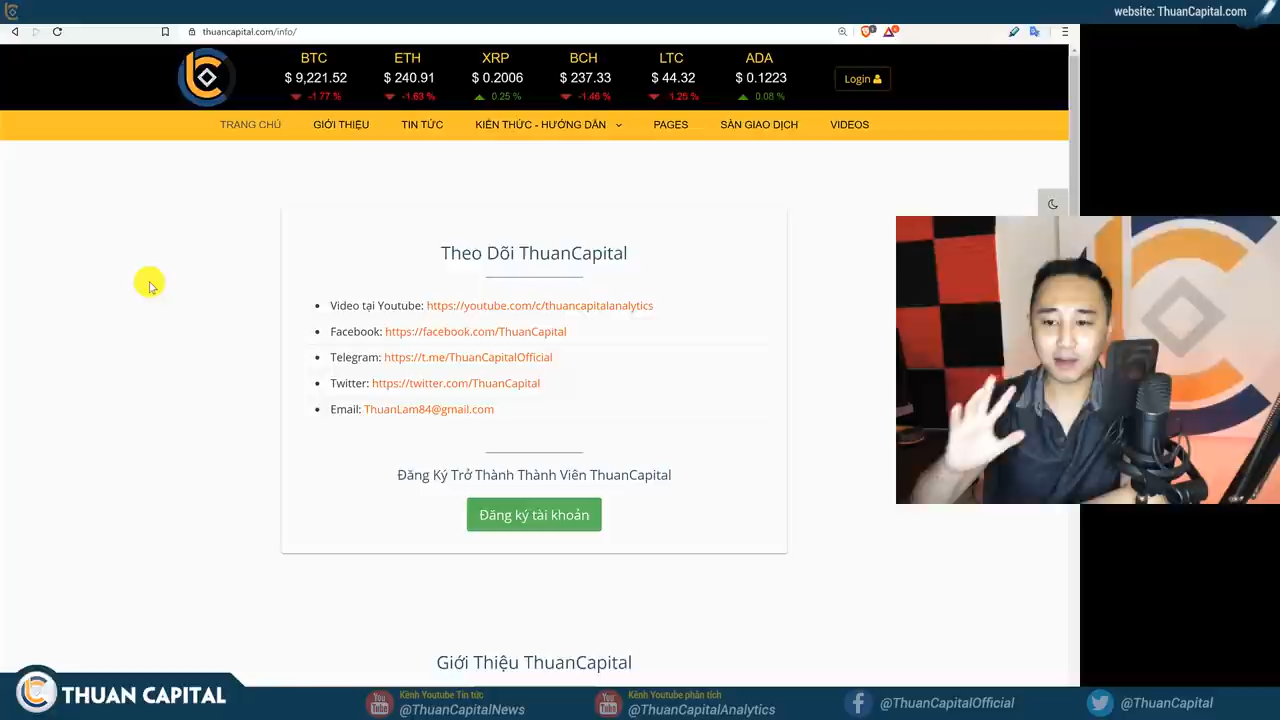 website: ThuanCapital.com
thuancapital.com/info/
BTC
$ 9,221.52
-1.77 %
ETH
$ 240.91
-1.63 %
XRP
$ 0.2006
0.25 %
BCH
$ 237.33
-1.46 %
LTC
$ 44.32
1.25 %
ADA
$ 0.1223
0.08 %
Login
TRANG CHỦ
GIỚI THIỆU
TIN TỨC
KIẾN THỨC - HƯỚNG DẪN
PAGES
SÀN GIAO DỊCH
VIDEOS
Theo Dõi ThuanCapital
Video tại Youtube: https://youtube.com/c/thuancapitalanalytics
Facebook: https://facebook.com/ThuanCapital
Telegram: https://t.me/ThuanCapitalOfficial
Twitter: https://twitter.com/ThuanCapital
Email: ThuanLam84@gmail.com
Đăng Ký Trở Thành Thành Viên ThuanCapital
Đăng ký tài khoản
Giới Thiệu ThuanCapital
THUAN CAPITAL
You Tube
Kênh Youtube Tin tức
@ThuanCapitalNews
You Tube
Kênh Youtube phân tích
@ThuanCapitalAnalytics
@ThuanCapitalOfficial
@ThuanCapital